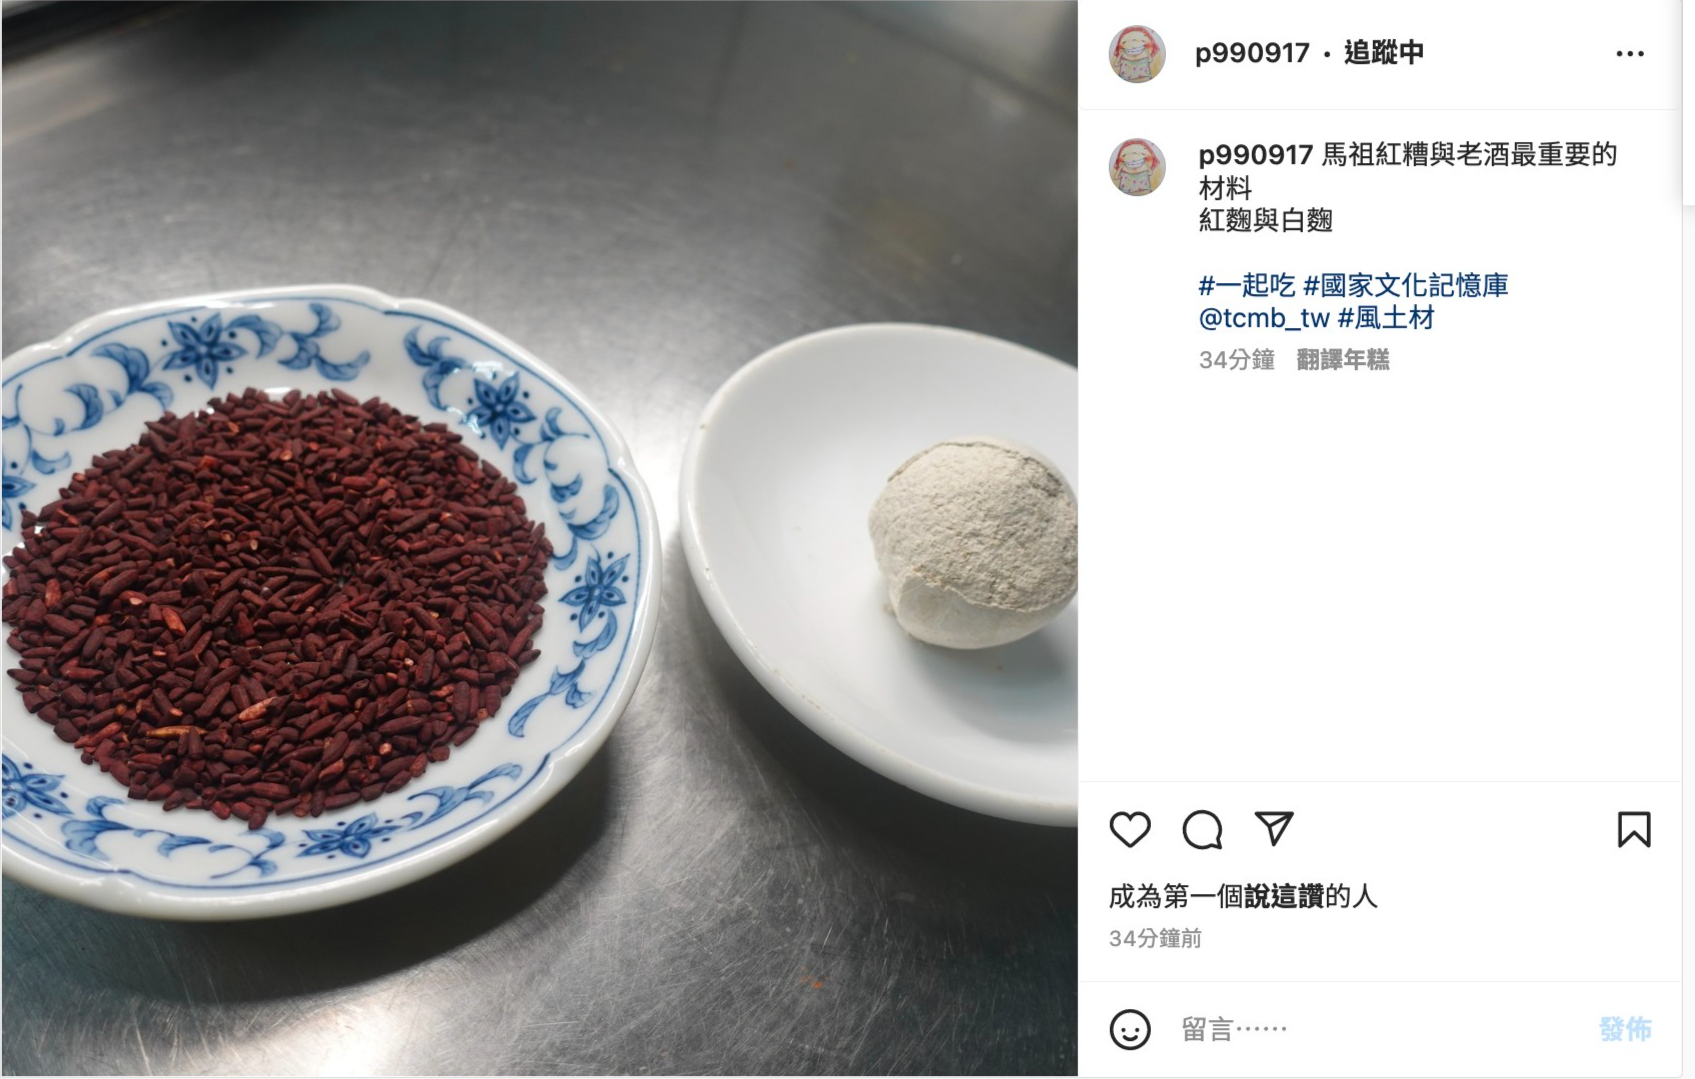 p990917 • 追蹤中
p990917 馬祖紅糟與老酒最重要的
材料
紅麴與白麴
#一起吃 #國家文化記憶庫
@tcmb_tw #風土材
34分鐘 翻譯年糕
成為第一個說這讚的人
34分鐘前
留言⋯⋯
發佈